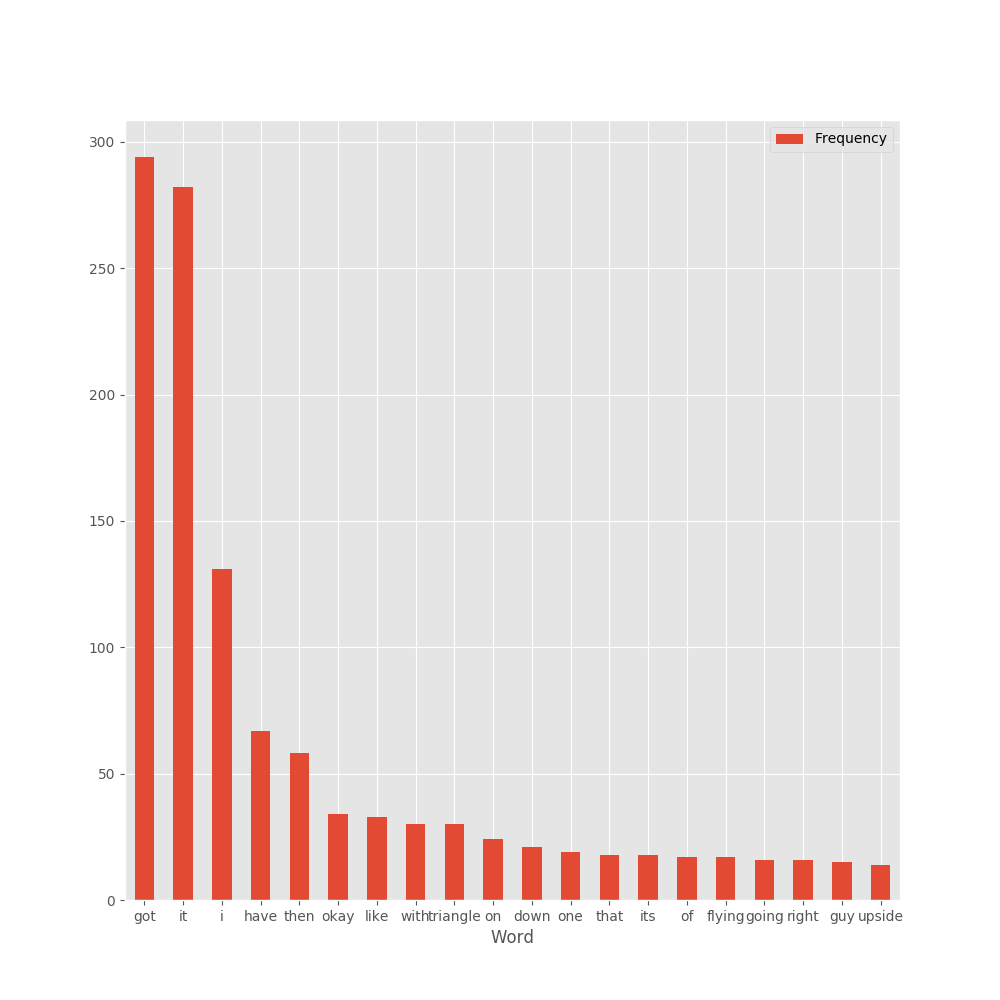 Frequency
300
250
200
150
100
50
0
got it i have then okay like with triangle on down one that its of flying going right guy upside
Word